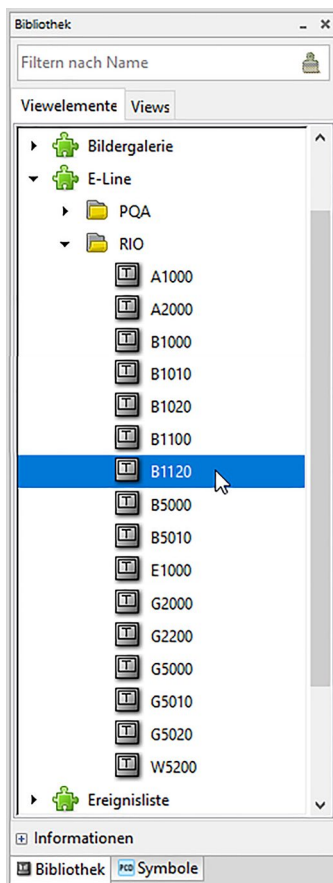 Bibliothek
Filtern nach Name
Viewelemente Views
Bildergalerie
E-Line
PQA
RIO
A1000
A2000
B1000
B1010
B1020
B1100
B1120
B5000
B5010
E1000
G2000
G2200
G5000
G5010
G5020
W5200
Ereignisliste
Informationen
Bibliothek PCD Symbole